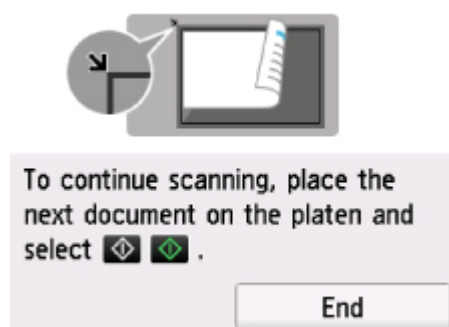 To continue scanning, place the
next document on the platen and
select .
End